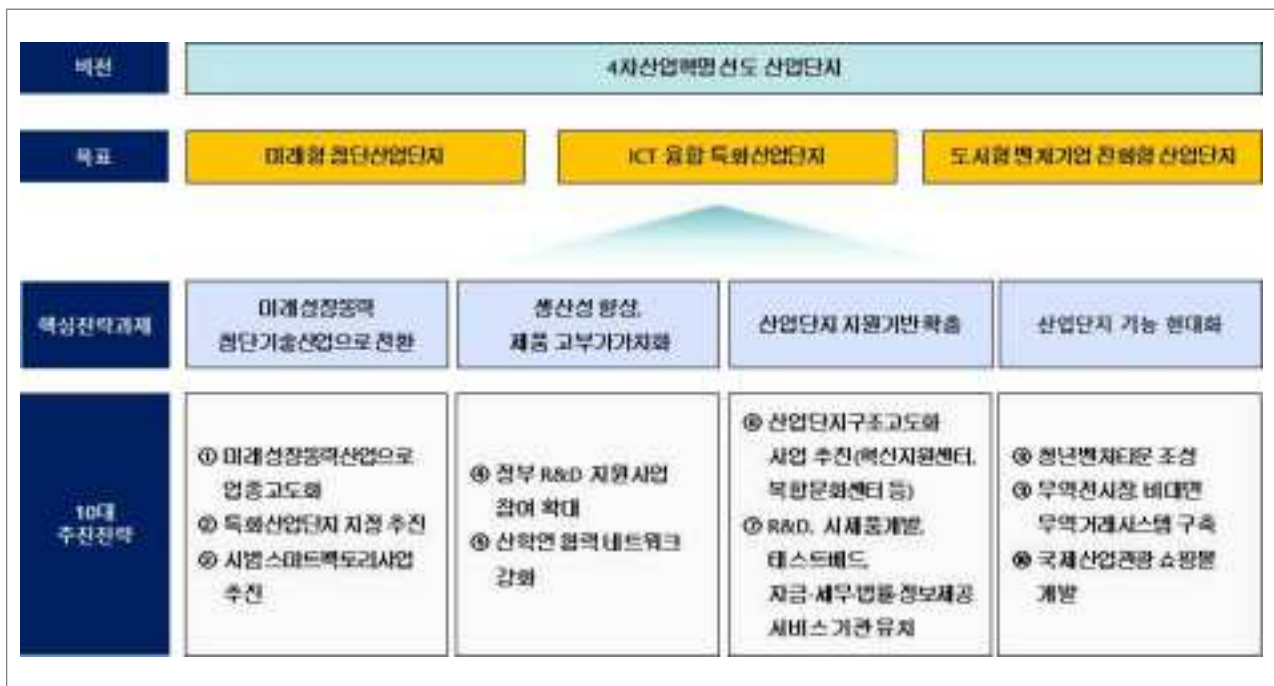 비전
4차산업혁명 선도 산업단지
목표
미래형 첨단산업단지
ICT 융합 특화산업단지
도시형 벤처기업 진화형 산업단지
핵심전략과제
미래성장동력
첨단기술산업으로 전환
생산성 향상,
제품 고부가가치화
산업단지 지원기반 확충
산업단지 기능 현대화
10대
추진전략
① 미래성장동력산업으로
업종고도화
② 특화산업단지 지정 추진
③ 시범 스마트팩토리사업
추진
④ 정부 R&D 지원사업
참여 확대
⑤ 산학연 협력 네트워크
강화
⑥ 산업단지구조고도화
사업 추진(혁신지원센터,
복합문화센터 등)
⑦ R&D, 시제품개발,
테스트베드,
자금·세무·법률·정보제공
서비스 기관 유치
⑧ 청년벤처타운 조성
⑨ 무역전시장, 비대면
무역거래시스템 구축
⑩ 국제산업관광 쇼핑몰
개발